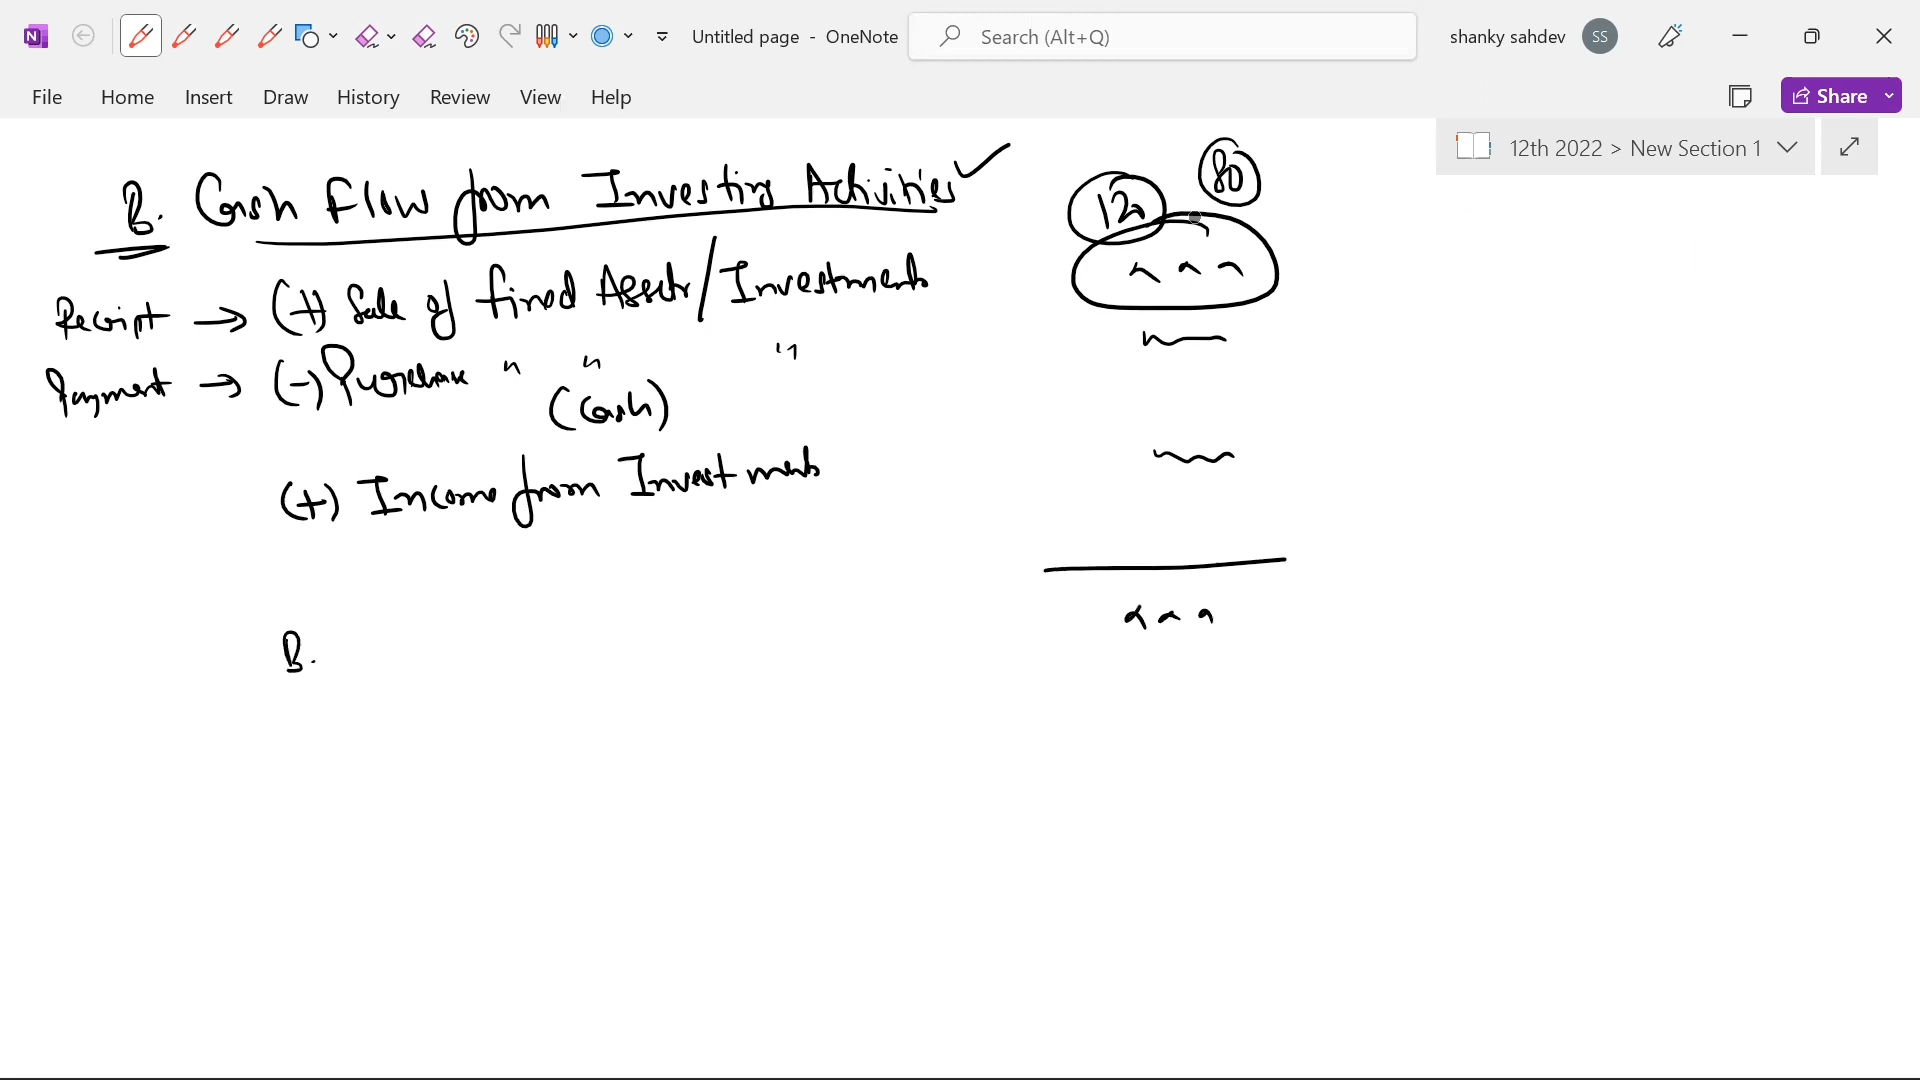 Untitled page - OneNote
Search (Alt+Q)
shanky sahdev
SS
File Home Insert Draw History Review View Help
Share
12th 2022 > New Section 1
B. Cash Flow from Investing Activities ✓
120
80
Receipt → (+) Sale of fixed Assets/Investments
Payment → (-) Purchase " " "
(Cash)
(+) Income from Investments
B.